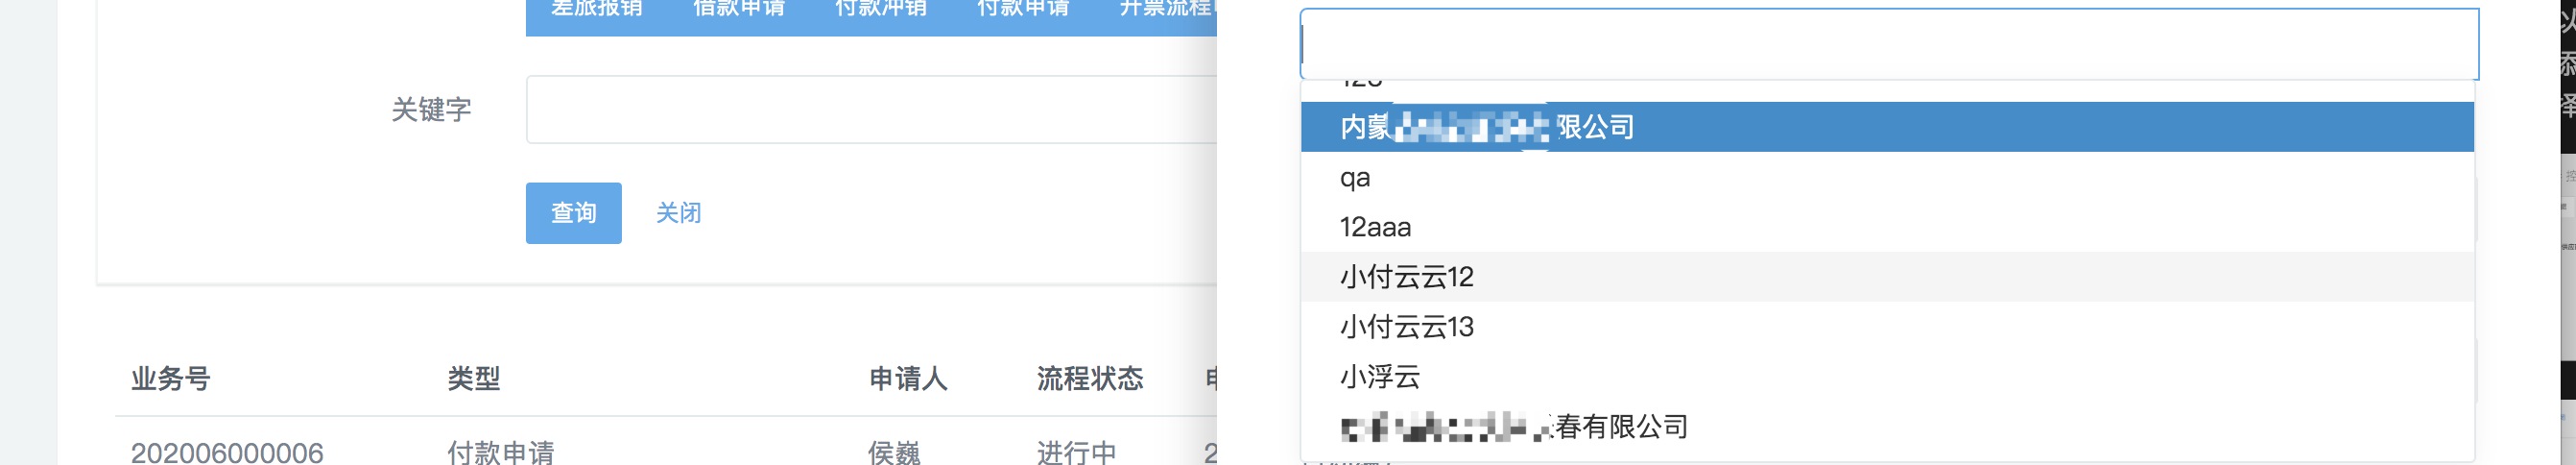 差旅报销 借款申请 付款冲销 付款申请 开票流程
关键字
查询 关闭
业务号 类型 申请人 流程状态
202006000006 付款申请 侯巍 进行中
123
内蒙 限公司
qa
12aaa
小付云云12
小付云云13
小浮云
春有限公司